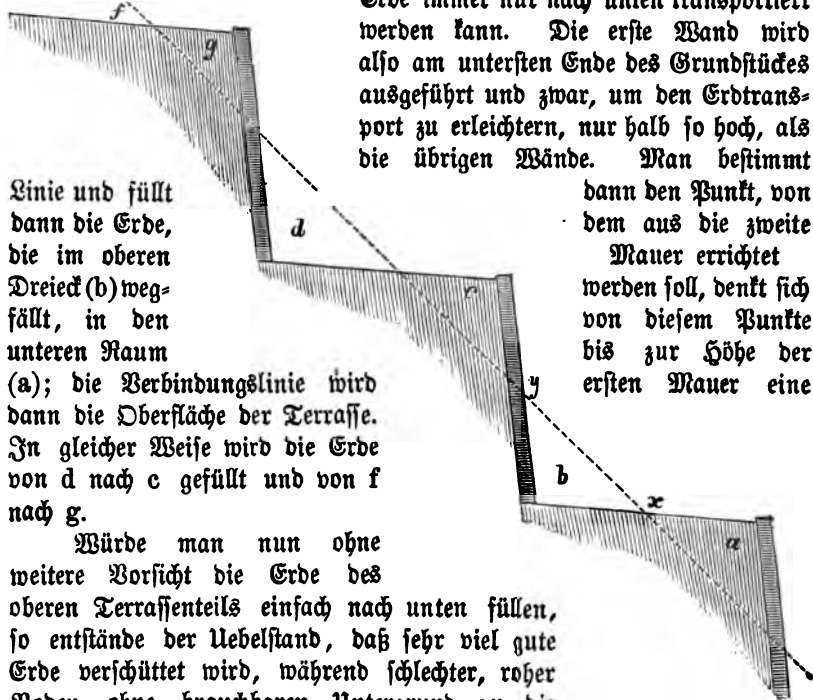 Erde immer nur nach unten transportiert
werden kann. Die erste Wand wird
also am untersten Ende des Grundstückes
ausgeführt und zwar, um den Erdtrans-
port zu erleichtern, nur halb so hoch, als
die übrigen Wände. Man bestimmt
dann den Punkt, von
dem aus die zweite
Mauer errichtet
werden soll, denkt sich
von diesem Punkte
bis zur Höhe der
ersten Mauer eine
Linie und füllt
dann die Erde,
die im oberen
Dreieck (b) weg-
fällt, in den
unteren Raum
(a); die Verbindungslinie wird
dann die Oberfläche der Terrasse.
In gleicher Weise wird die Erde
von d nach c gefüllt und von f
nach g.
Würde man nun ohne
weitere Vorsicht die Erde des
oberen Terrassenteils einfach nach unten füllen,
so entstände der Uebelstand, daß sehr viel gute
Erde verschüttet wird, während schlechter, roher
Boden ohne brauchbaren Untergrund an die
f
g
d
c
y
b
x
a